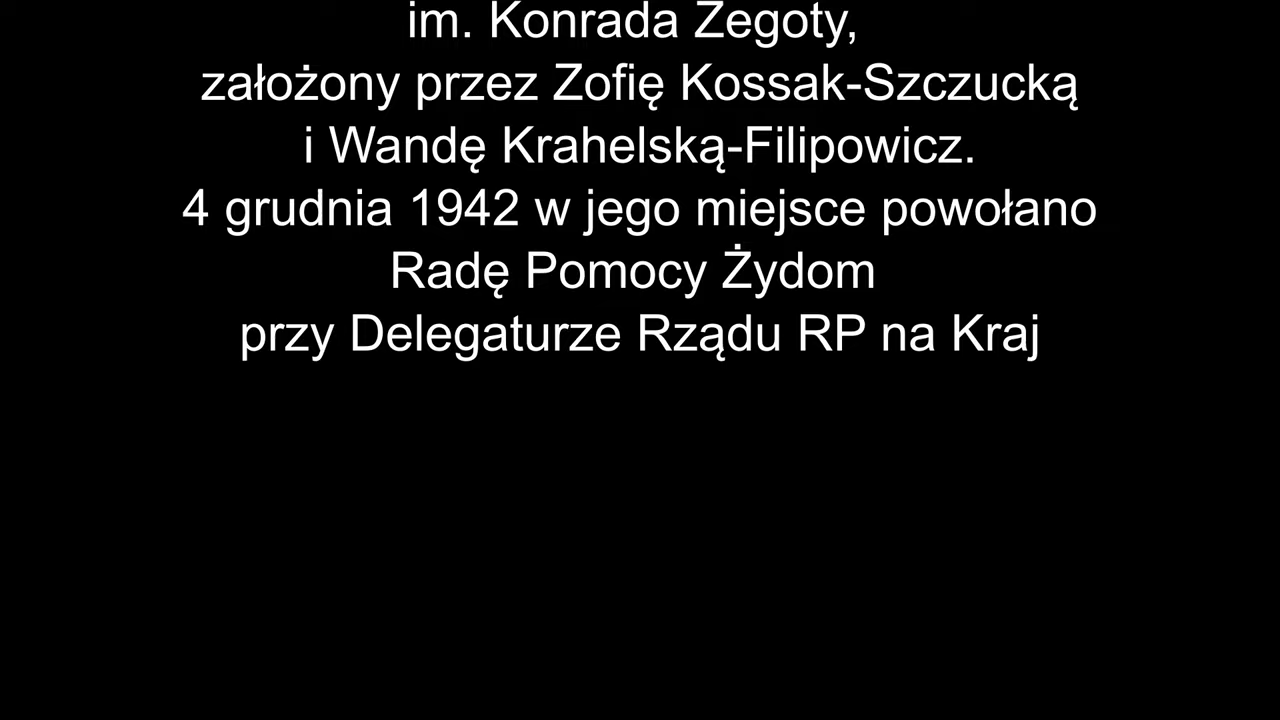 im. Konrada Żegoty,
założony przez Zofię Kossak-Szczucką
i Wandę Krahelską-Filipowicz.
4 grudnia 1942 w jego miejsce powołano
Radę Pomocy Żydom
przy Delegaturze Rządu RP na Kraj